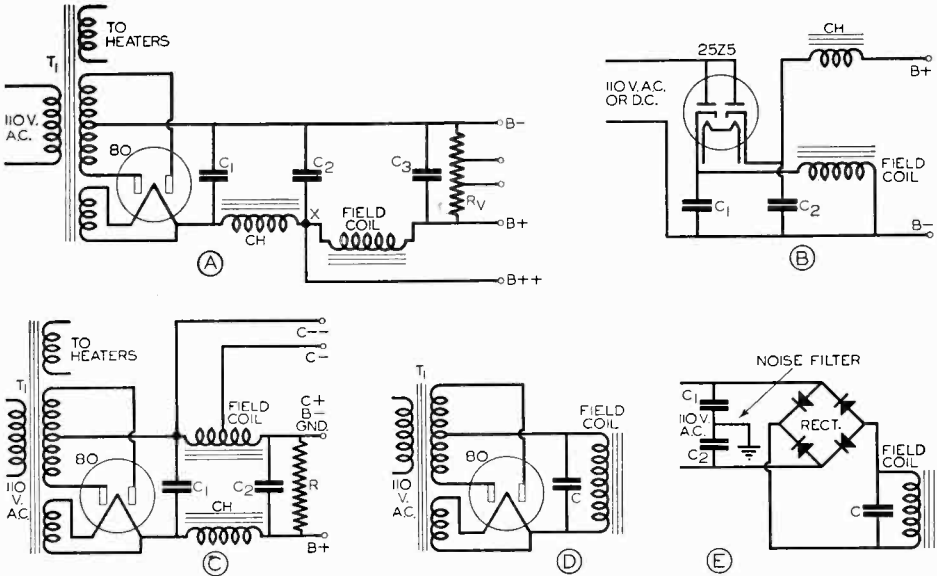 TO
HEATERS
T1
110 V.
A.C.
80
C1
C2
C3
RV
X
CH
FIELD
COIL
B-
B+
B++
A
25Z5
110 V. A.C.
OR D.C.
CH
B+
FIELD
COIL
C1
C2
B-
B
TO
HEATERS
T1
110
V.
A.C.
80
C--
C-
FIELD
COIL
C+
B-
GND.
C1
C2
R
CH
B+
C
T1
110
V.
A.C.
80
FIELD
COIL
C
D
NOISE FILTER
C1
110 V.
A.C.
C2
RECT.
FIELD
COIL
C
E